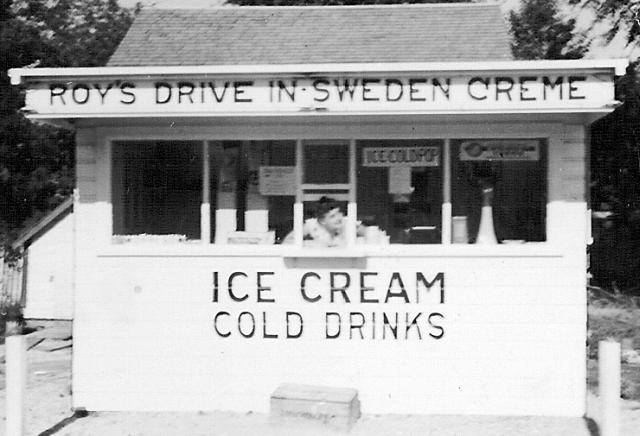 ROY'S DRIVE IN-SWEDEN CREME
ICE-COLD POP
ICE CREAM
COLD DRINKS